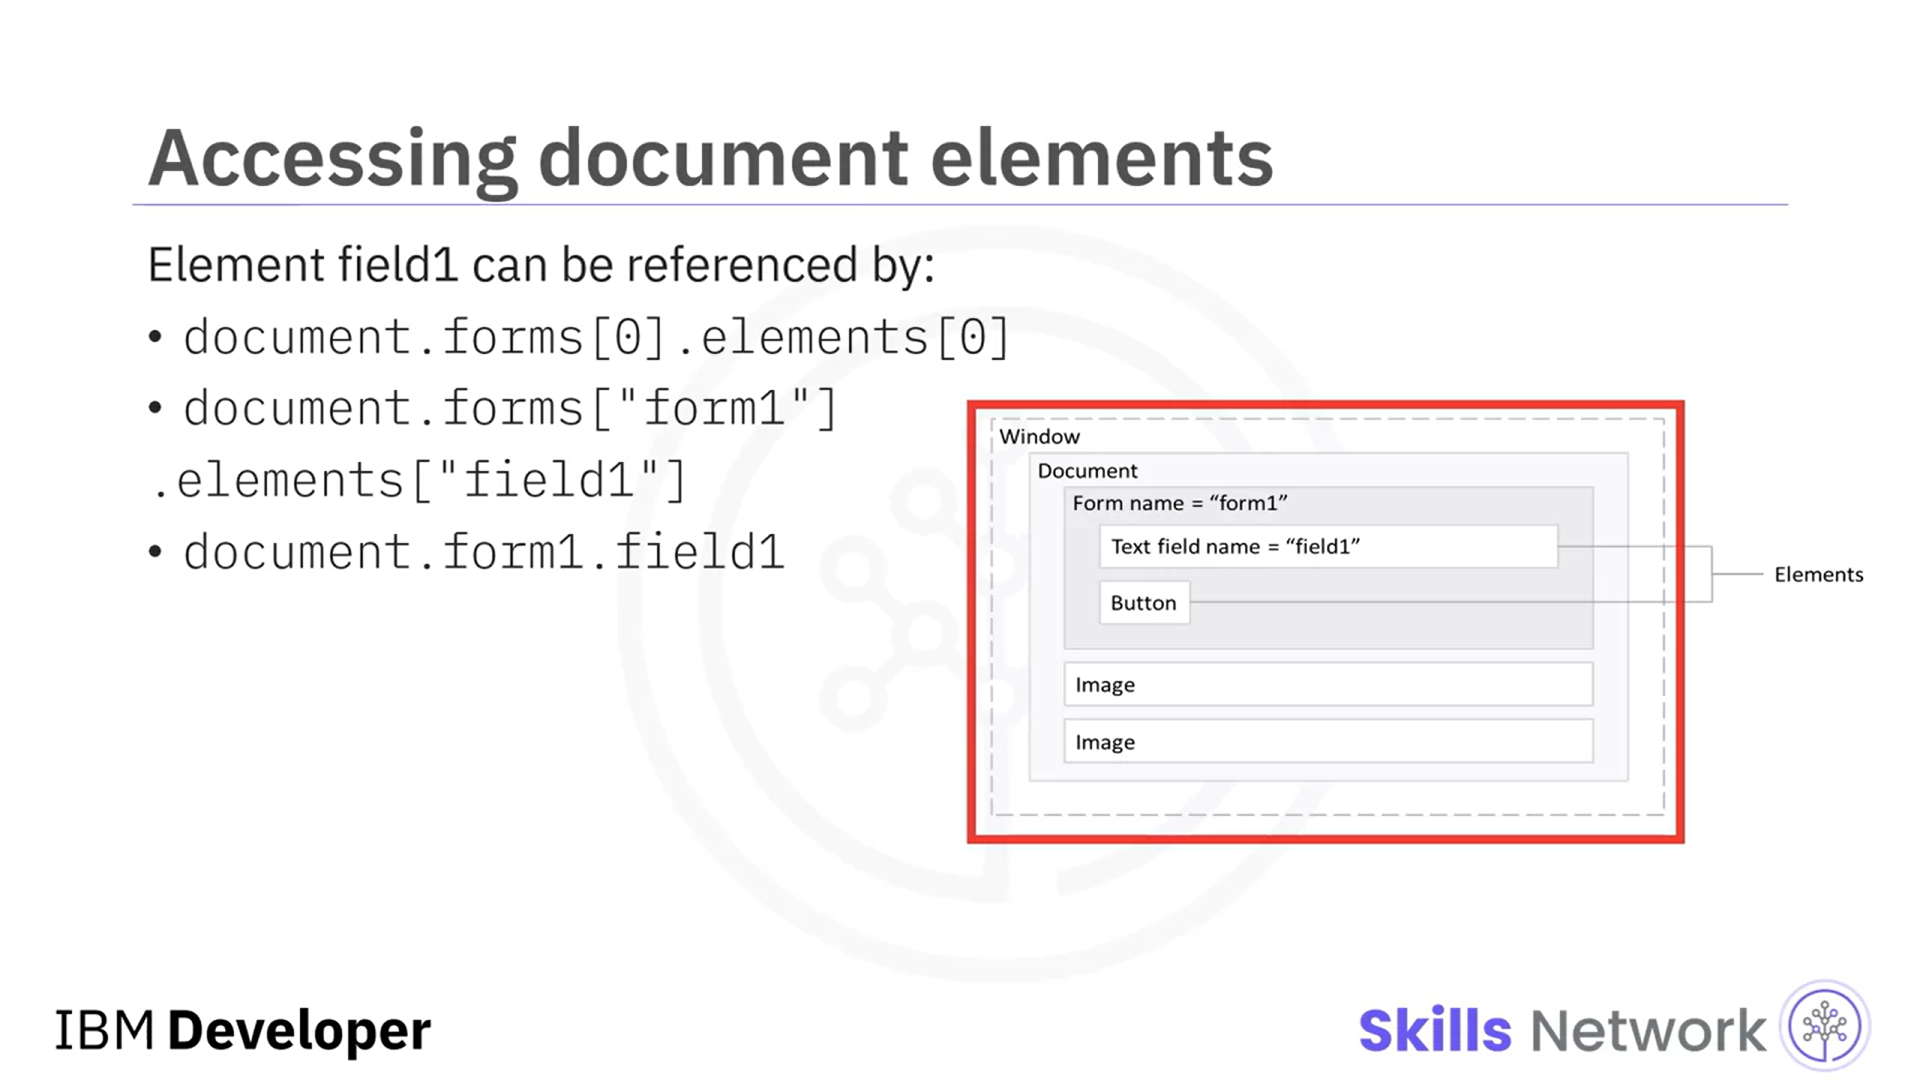 Accessing document elements
Element field1 can be referenced by:
• document.forms[0].elements[0]
• document.forms["form1"]
.elements["field1"]
• document.form1.field1
Window
Document
Form name = “form1”
Text field name = “field1”
Button
Elements
Image
Image
IBM Developer
Skills Network